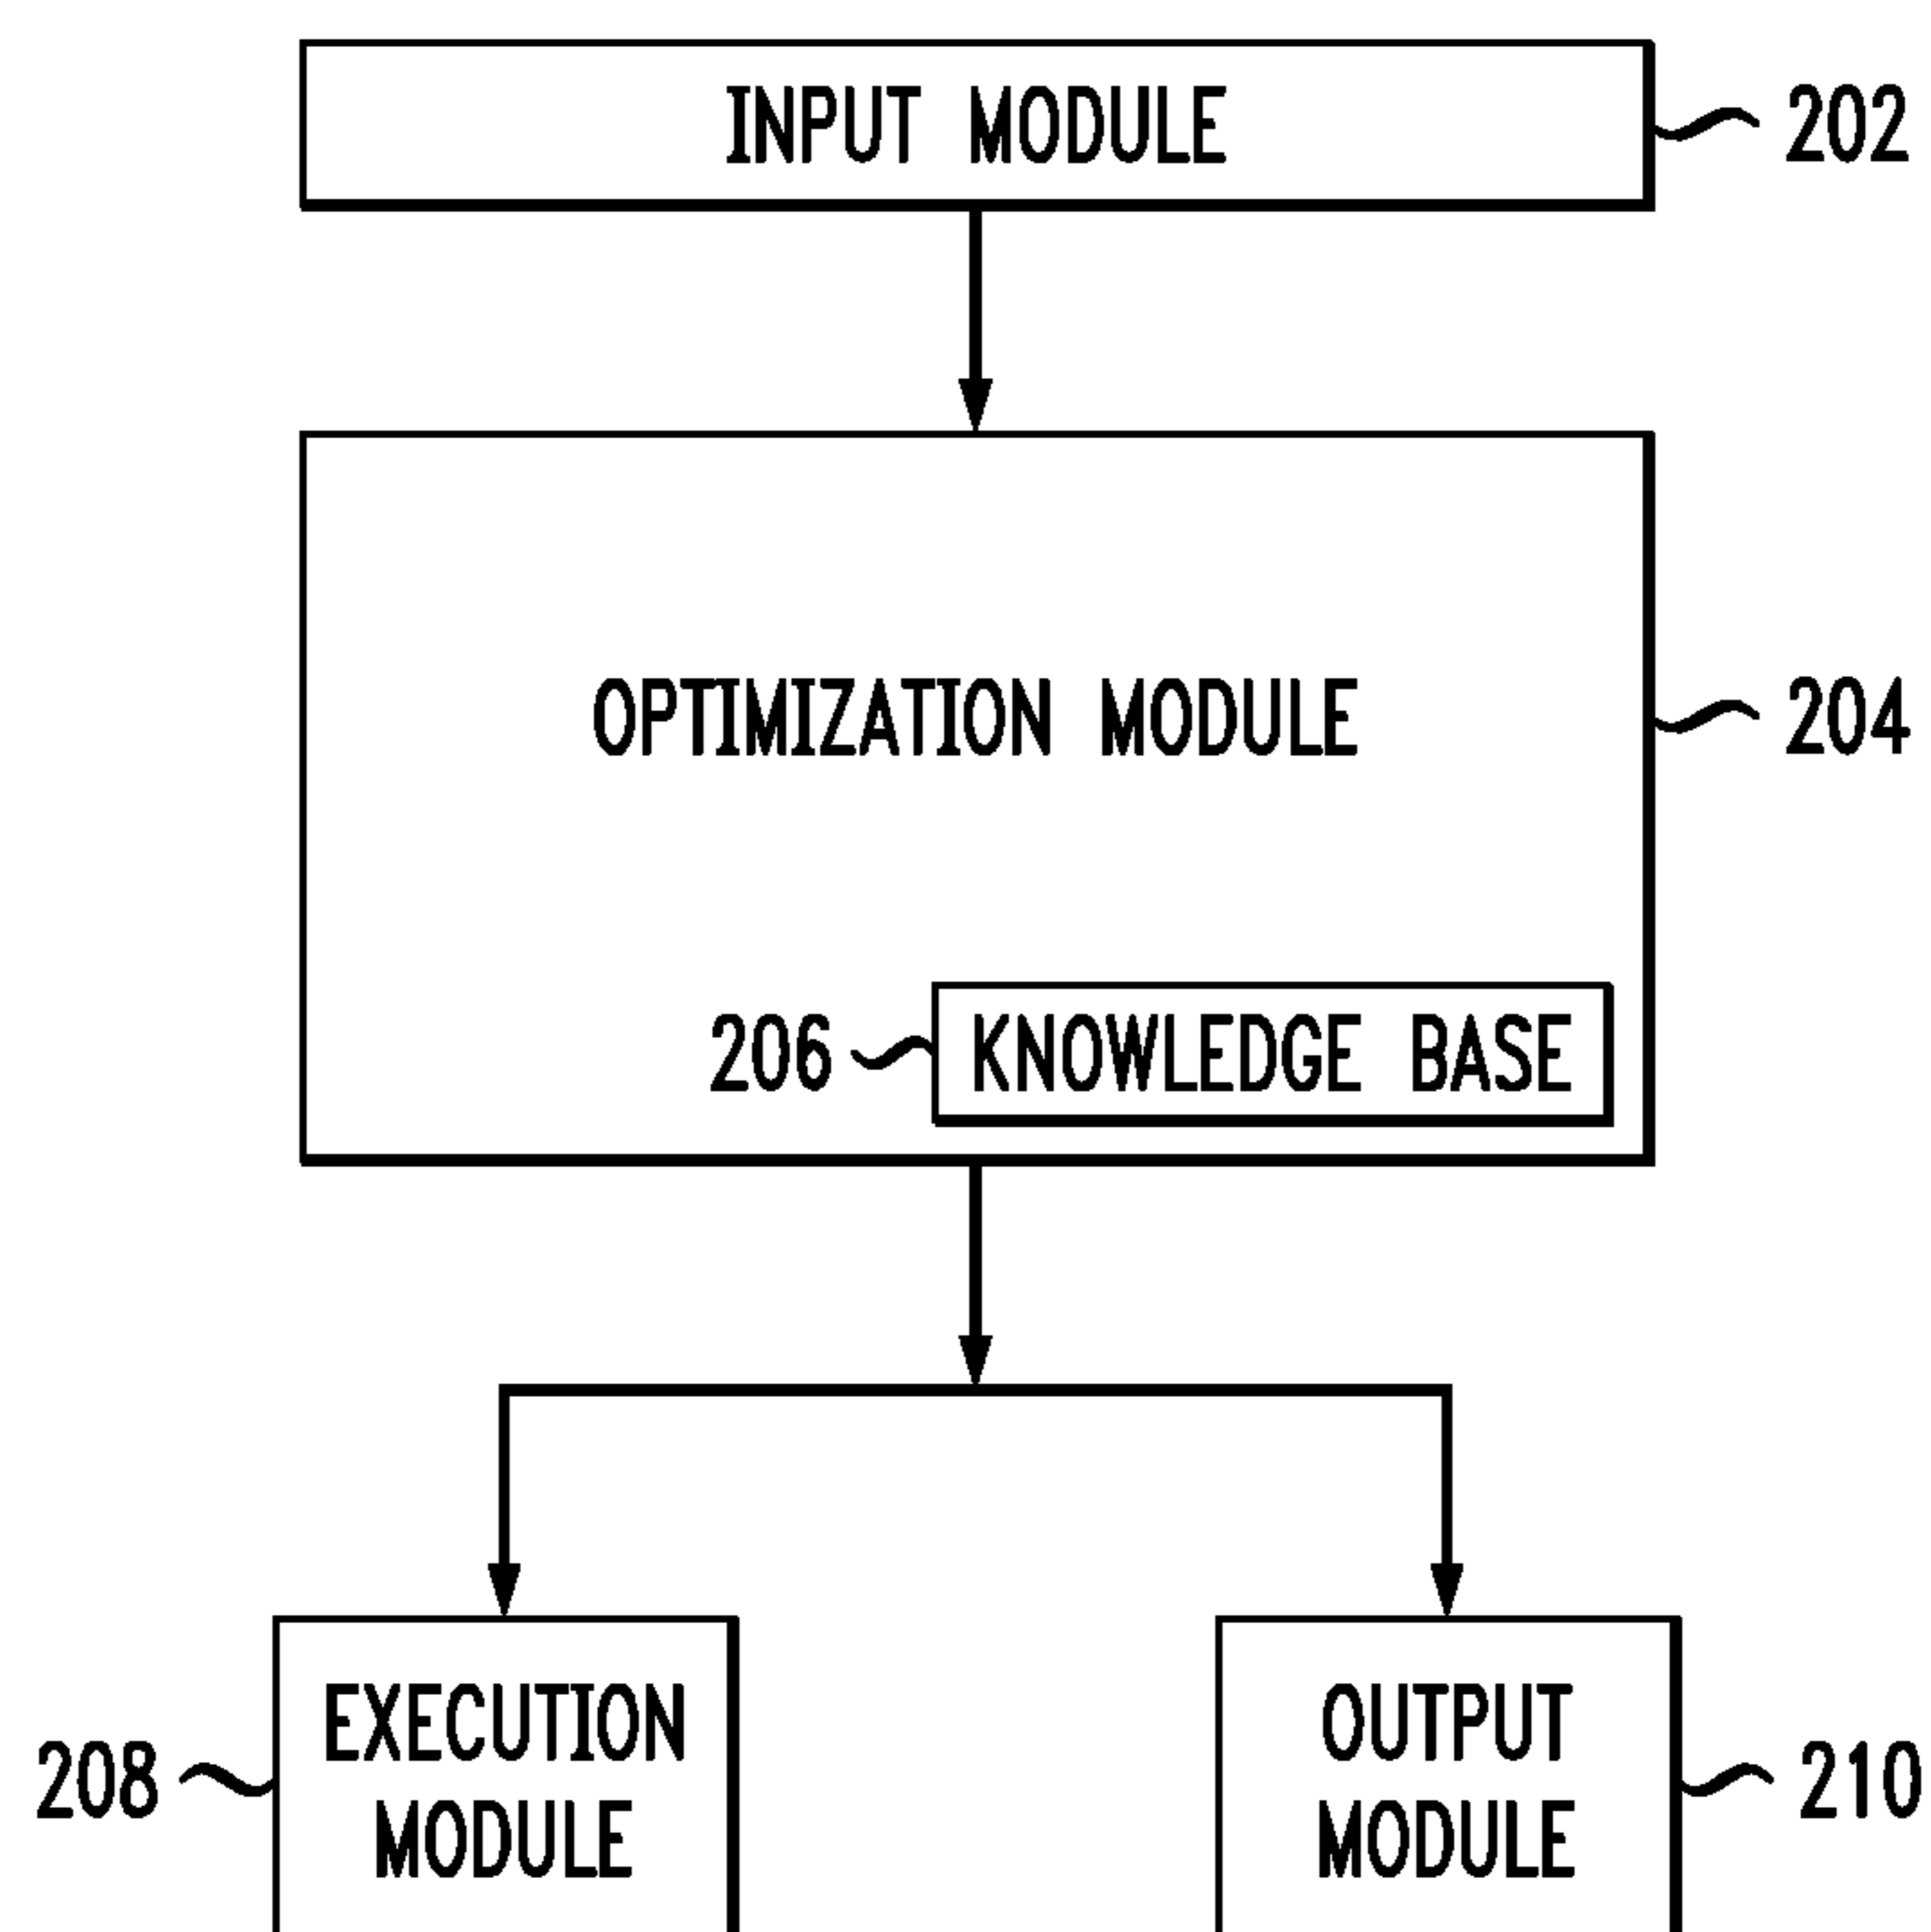 INPUT MODULE
202
OPTIMIZATION MODULE
204
206
KNOWLEDGE BASE
EXECUTION
MODULE
208
OUTPUT
MODULE
210